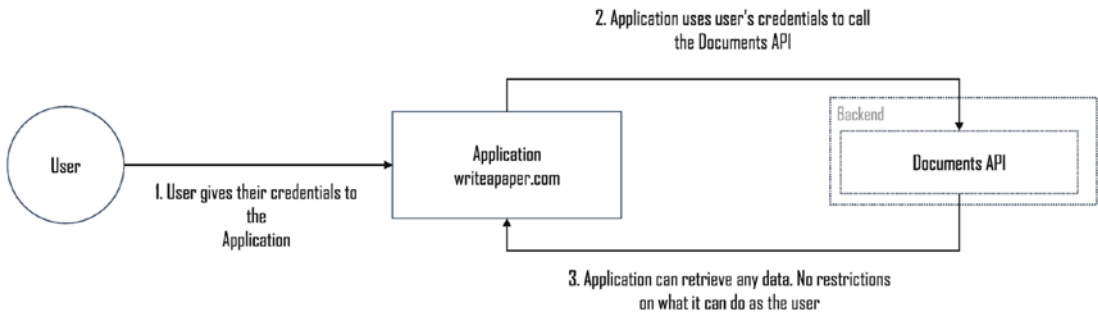 2. Application uses user's credentials to call
the Documents API
Backend
User
Application
writeapaper.com
Documents API
1. User gives their credentials to
the
Application
3. Application can retrieve any data. No restrictions
on what it can do as the user